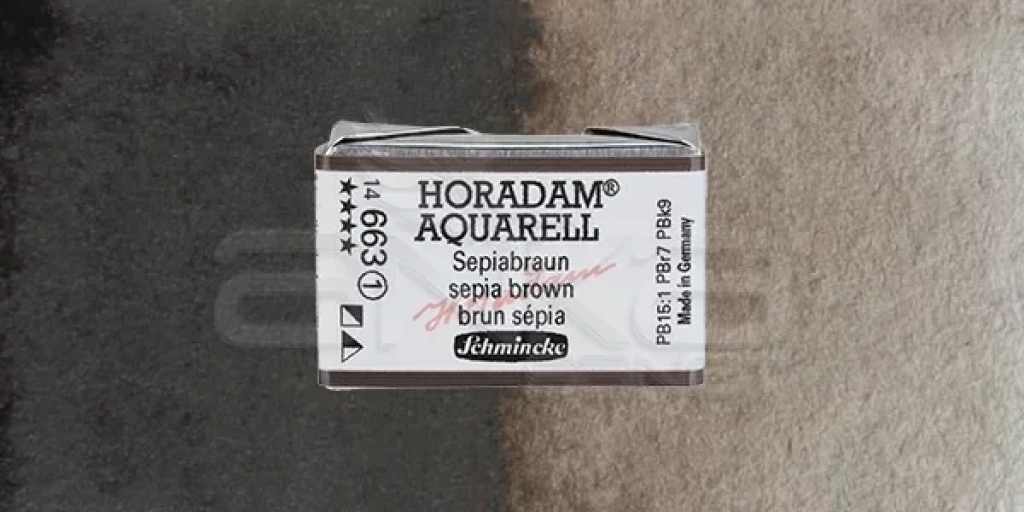 HORADAM®
AQUARELL
Sepiabraun
sepia brown
brun sépia
Schmincke
14 663 1
★★★★
PB15:1 PBr7 PBk9
Made in Germany